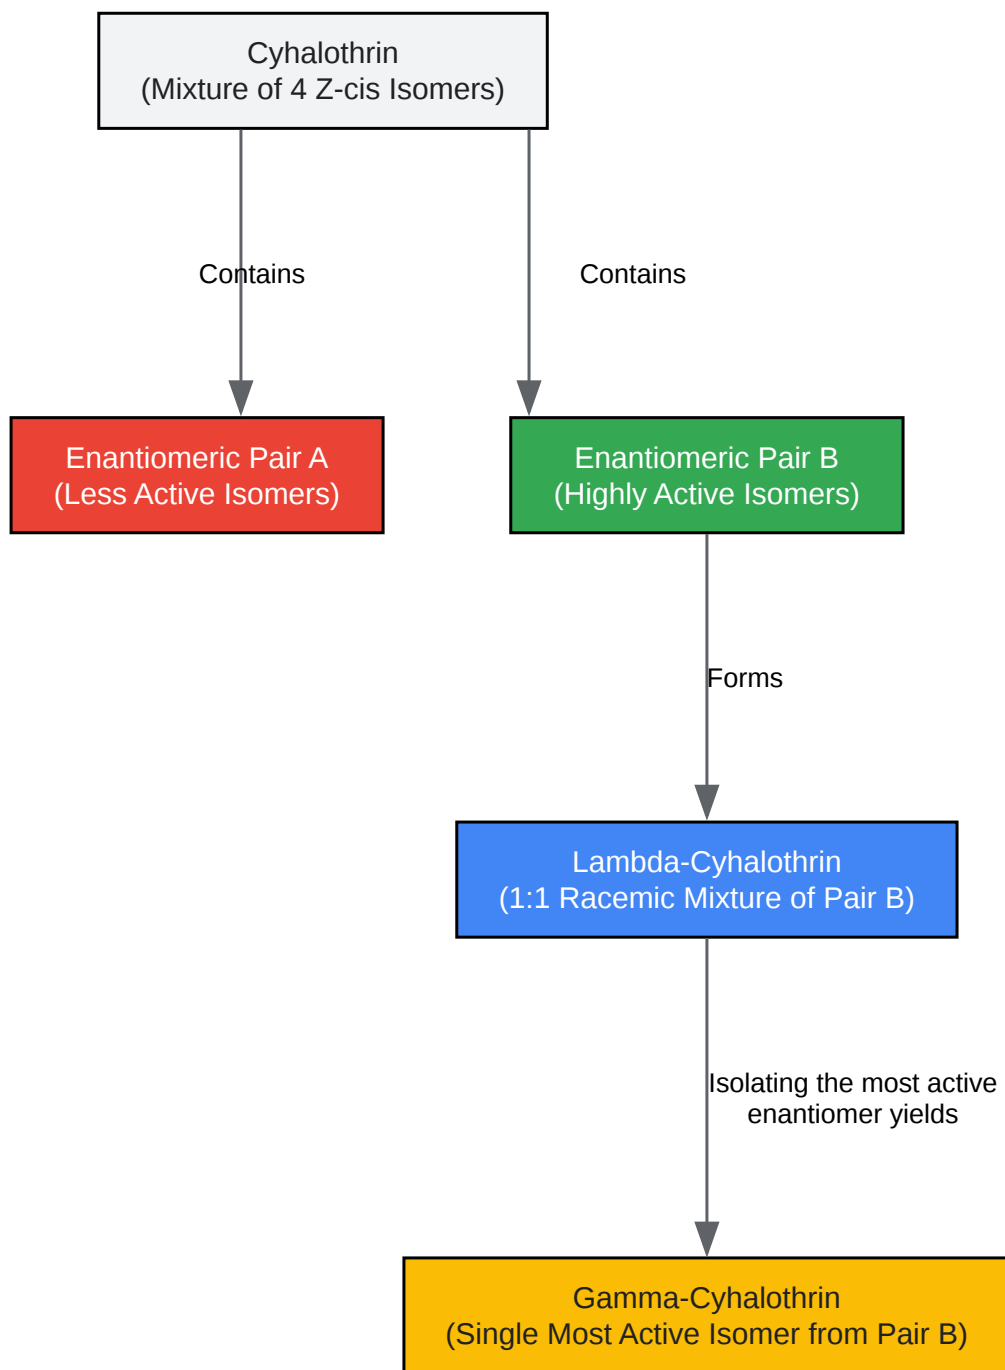 Cyhalothrin
(Mixture of 4 Z-cis Isomers)
Contains
Contains
Enantiomeric Pair A
(Less Active Isomers)
Enantiomeric Pair B
(Highly Active Isomers)
Forms
Lambda-Cyhalothrin
(1:1 Racemic Mixture of Pair B)
Isolating the most active
enantiomer yields
Gamma-Cyhalothrin
(Single Most Active Isomer from Pair B)